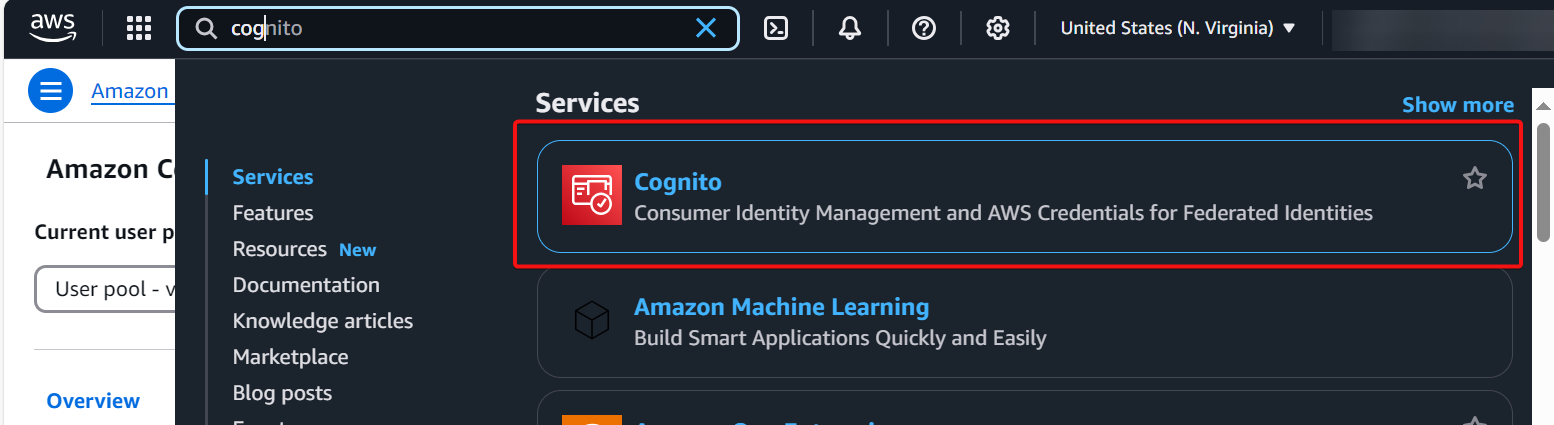 aws
cognito
United States (N. Virginia)
Amazon
Services
Show more
Amazon C
Current user p
User pool -
Overview
Services
Features
Resources New
Documentation
Knowledge articles
Marketplace
Blog posts
Cognito
Consumer Identity Management and AWS Credentials for Federated Identities
Amazon Machine Learning
Build Smart Applications Quickly and Easily